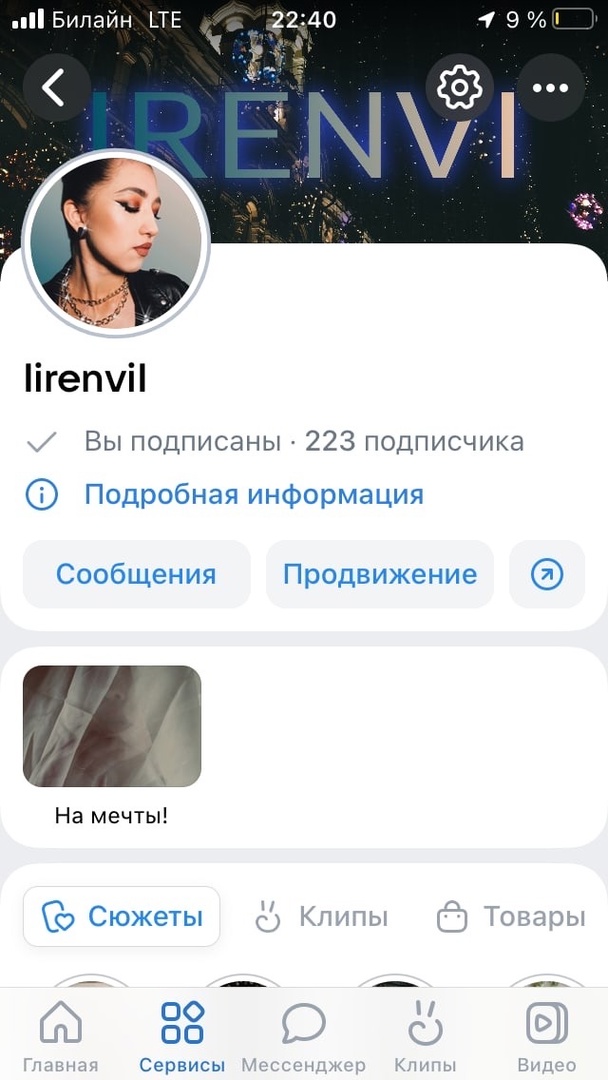 Билайн LTE 22:40 9 %
IRENVI
lirenvil
Вы подписаны · 223 подписчика
Подробная информация
Сообщения Продвижение
На мечты!
Сюжеты Клипы Товары
Главная Сервисы Мессенджер Клипы Видео